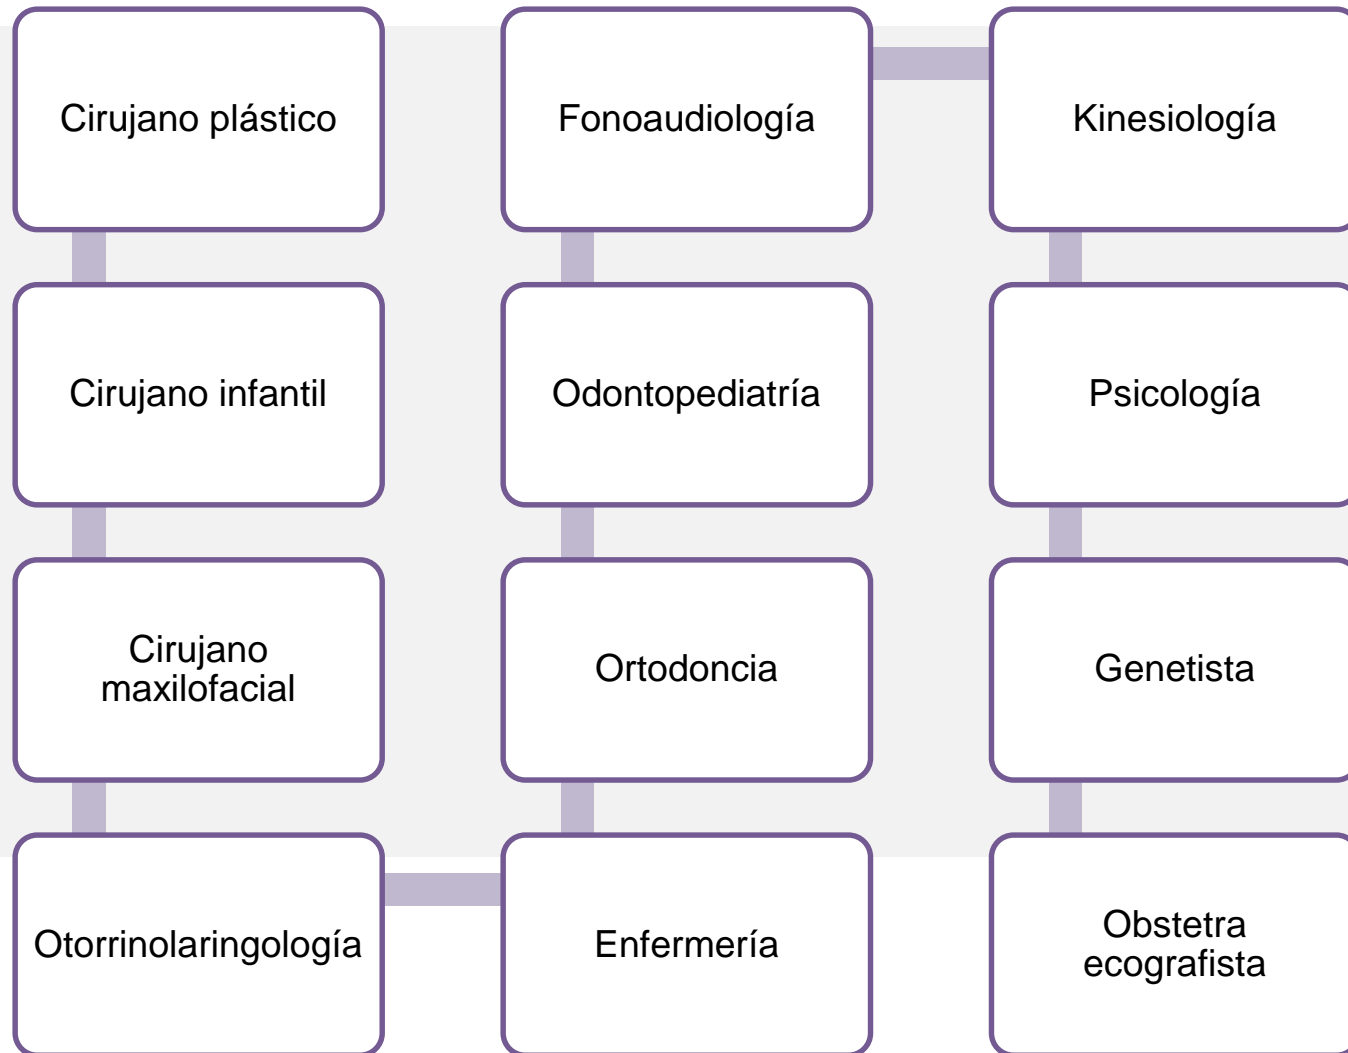 Cirujano plástico
Cirujano infantil
Cirujano
maxilofacial
Otorrinolaringología
Enfermería
Ortodoncia
Odontopediatría
Fonoaudiología
Kinesiología
Psicología
Genetista
Obstetra
ecografista